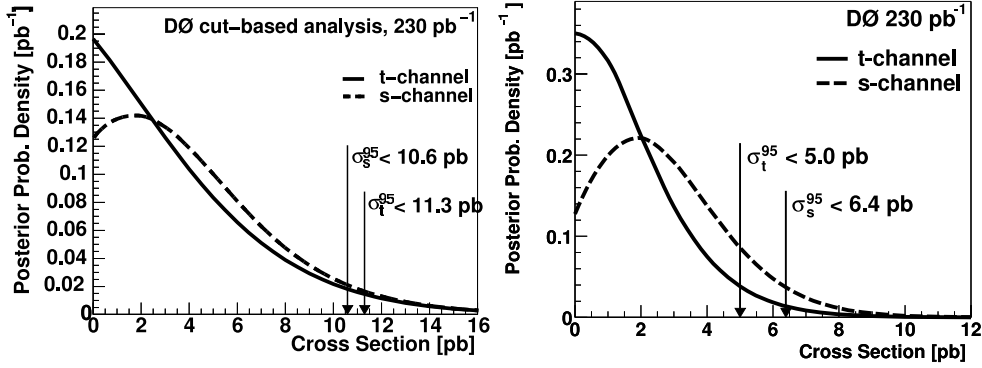 DØ cut-based analysis, 230 pb⁻¹
t-channel
s-channel
σ_s^95 < 10.6 pb
σ_t^95 < 11.3 pb
Posterior Prob. Density [pb⁻¹]
0.2
0.18
0.16
0.14
0.12
0.1
0.08
0.06
0.04
0.02
0
0 2 4 6 8 10 12 14 16
Cross Section [pb]
DØ 230 pb⁻¹
t-channel
s-channel
σ_t^95 < 5.0 pb
σ_s^95 < 6.4 pb
Posterior Prob. Density [pb⁻¹]
0.3
0.2
0.1
0
0 2 4 6 8 10 12
Cross Section [pb]